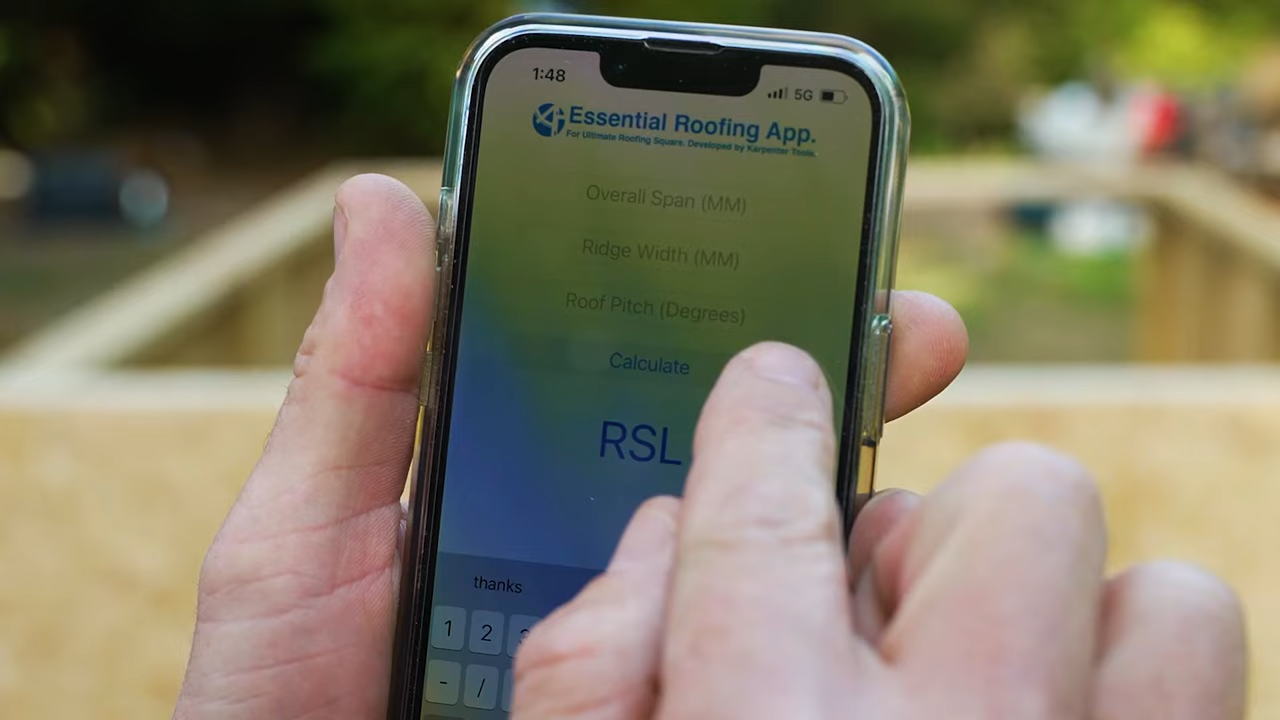 1:48
5G
Essential Roofing App.
For Ultimate Roofing Square. Developed by Karpenter Tools.
Overall Span (MM)
Ridge Width (MM)
Roof Pitch (Degrees)
Calculate
RSL
thanks
1 2 3
- /